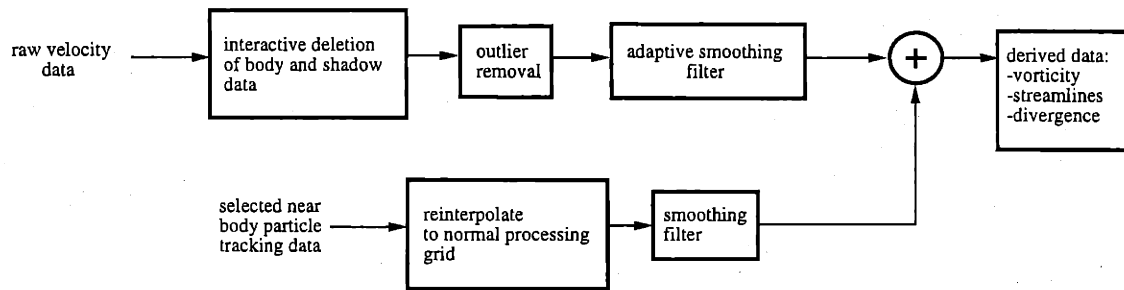 raw velocity
data
interactive deletion
of body and shadow
data
outlier
removal
adaptive smoothing
filter
+
derived data:
-vorticity
-streamlines
-divergence
selected near
body particle
tracking data
reinterpolate
to normal processing
grid
smoothing
filter